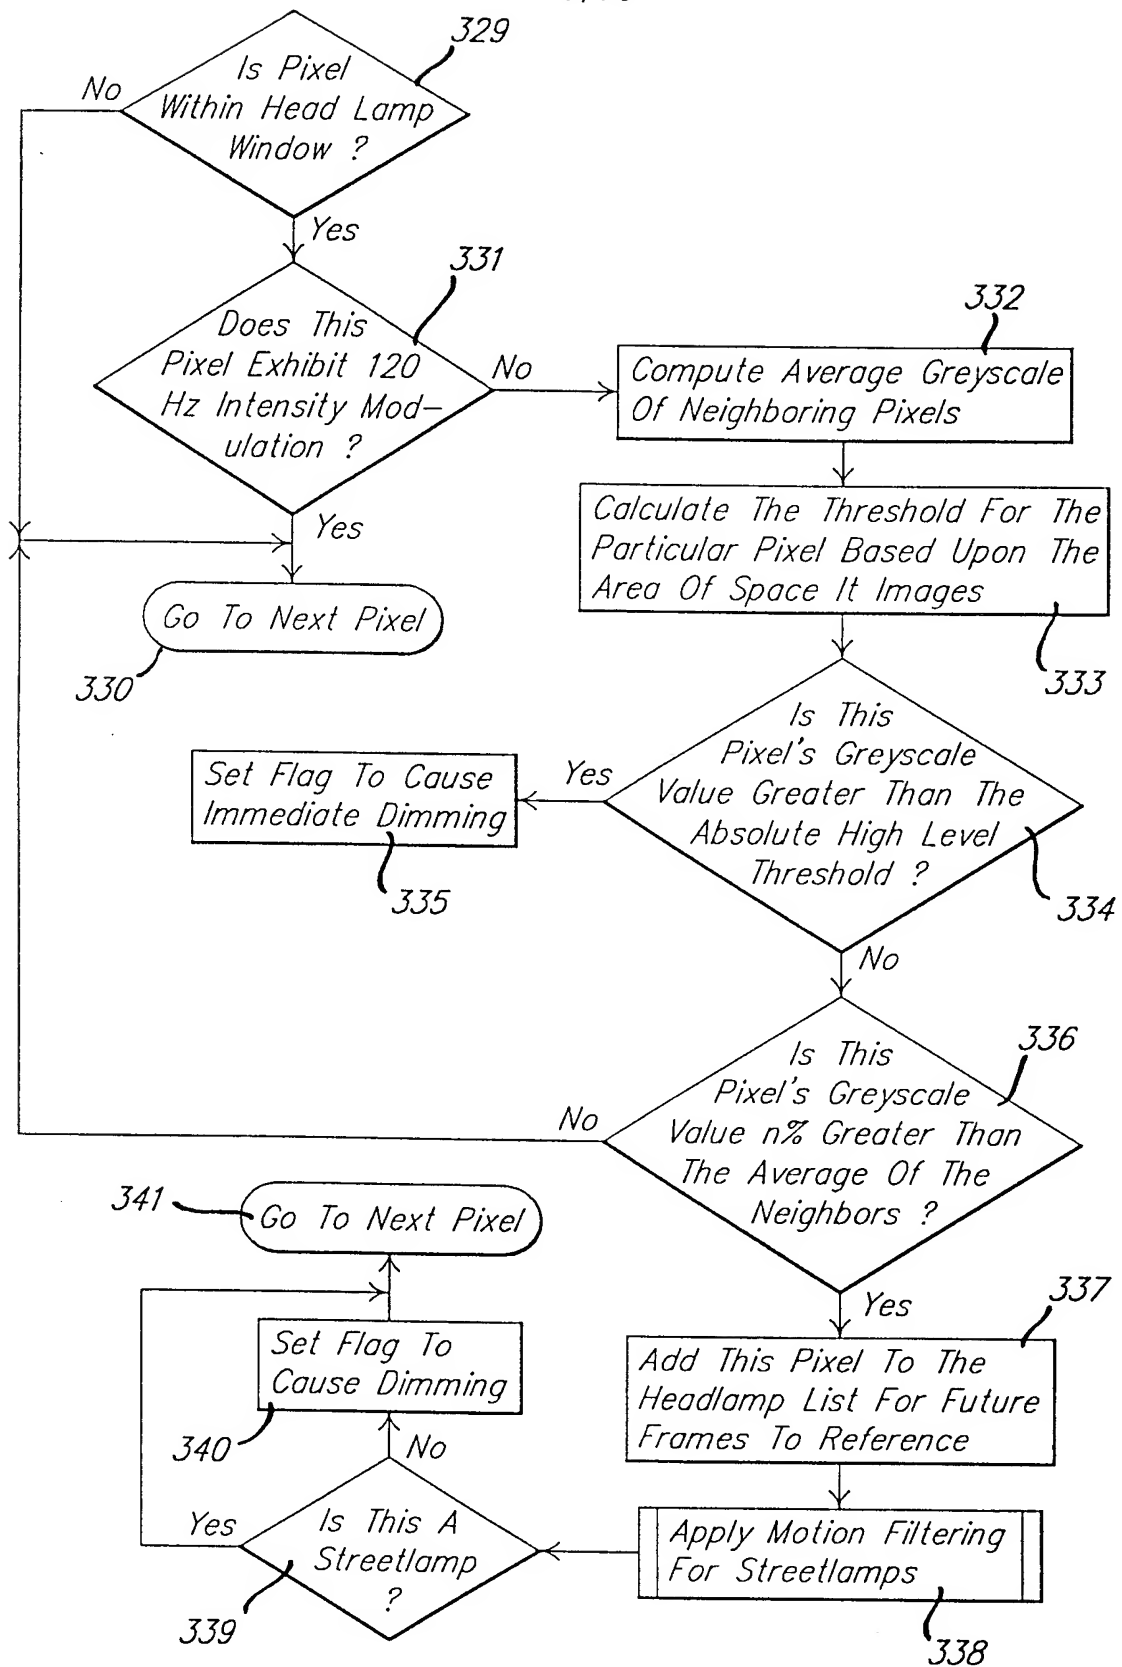 329
Is Pixel
Within Head Lamp
Window ?
No
Yes
331
Does This
Pixel Exhibit 120
Hz Intensity Mod-
ulation ?
No
Yes
332
Compute Average Greyscale
Of Neighboring Pixels
Calculate The Threshold For The
Particular Pixel Based Upon The
Area Of Space It Images
333
Go To Next Pixel
330
Is This
Pixel's Greyscale
Value Greater Than The
Absolute High Level
Threshold ?
334
Yes
Set Flag To Cause
Immediate Dimming
335
No
336
Is This
Pixel's Greyscale
Value n% Greater Than
The Average Of The
Neighbors ?
No
Yes
337
Add This Pixel To The
Headlamp List For Future
Frames To Reference
Apply Motion Filtering
For Streetlamps
338
Is This A
Streetlamp
?
339
Yes
No
Set Flag To
Cause Dimming
340
341
Go To Next Pixel